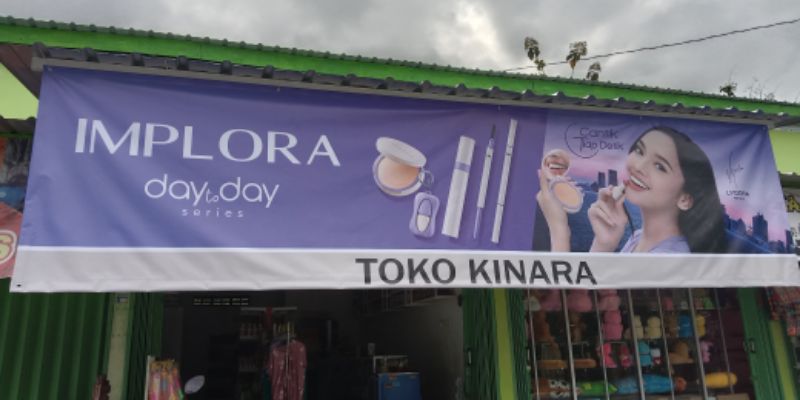 IMPLORA
day to day
series
Cantik
Tiap Detik
TOKO KINARA